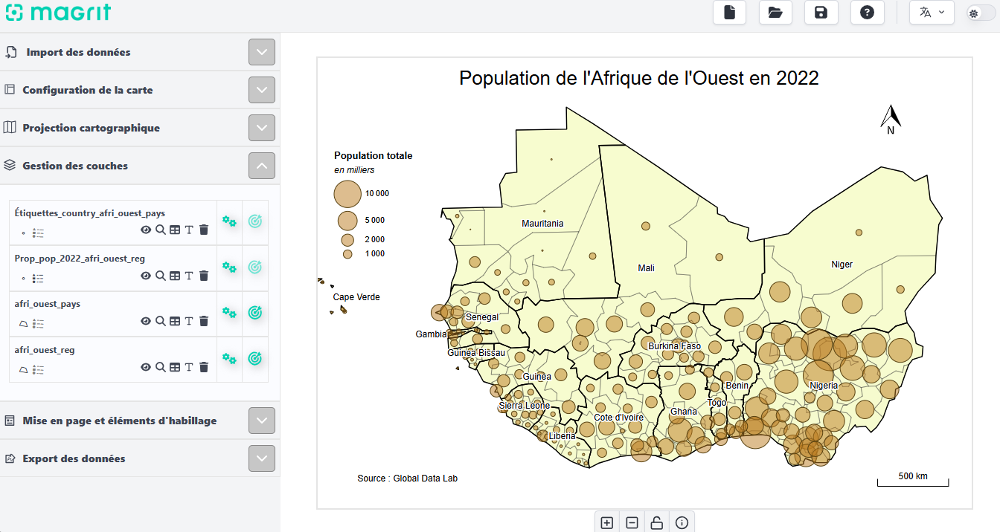 magrit
Import des données
Configuration de la carte
Projection cartographique
Gestion des couches
Étiquettes_country_afri_ouest_pays
Prop_pop_2022_afri_ouest_reg
afri_ouest_pays
afri_ouest_reg
Mise en page et éléments d'habillage
Export des données
Population de l'Afrique de l'Ouest en 2022
N
Population totale
en milliers
10 000
5 000
2 000
1 000
Mauritania
Mali
Niger
Cape Verde
Senegal
Gambia
Guinea Bissau
Burkina Faso
Guinea
Benin
Nigeria
Sierra Leone
Togo
Ghana
Cote d'Ivoire
Liberia
Source : Global Data Lab
500 km